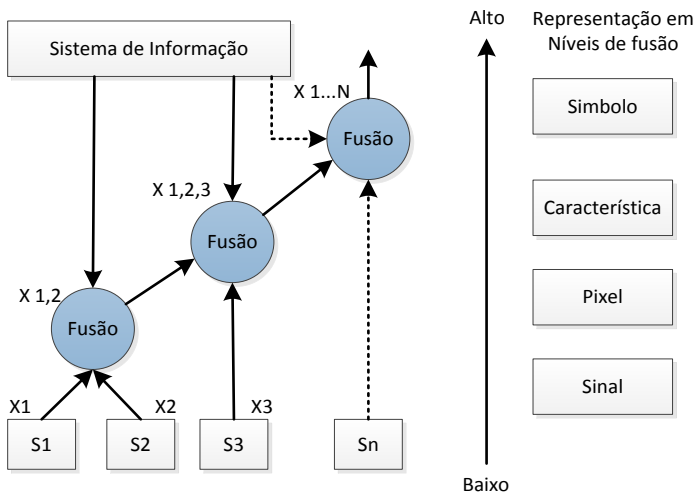 Sistema de Informação
Alto
Representação em
Níveis de fusão
X 1...N
Simbolo
Fusão
X 1,2,3
Característica
Fusão
X 1,2
Pixel
Fusão
Sinal
X1
X2
X3
S1
S2
S3
Sn
Baixo